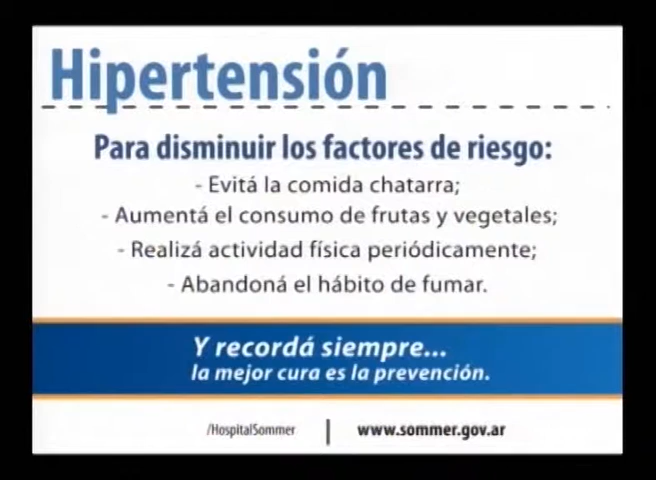 Hipertensión
Para disminuir los factores de riesgo:
- Evitá la comida chatarra;
- Aumentá el consumo de frutas y vegetales;
- Realizá actividad física periódicamente;
- Abandoná el hábito de fumar.
Y recordá siempre...
la mejor cura es la prevención.
/HospitalSommer | www.sommer.gov.ar